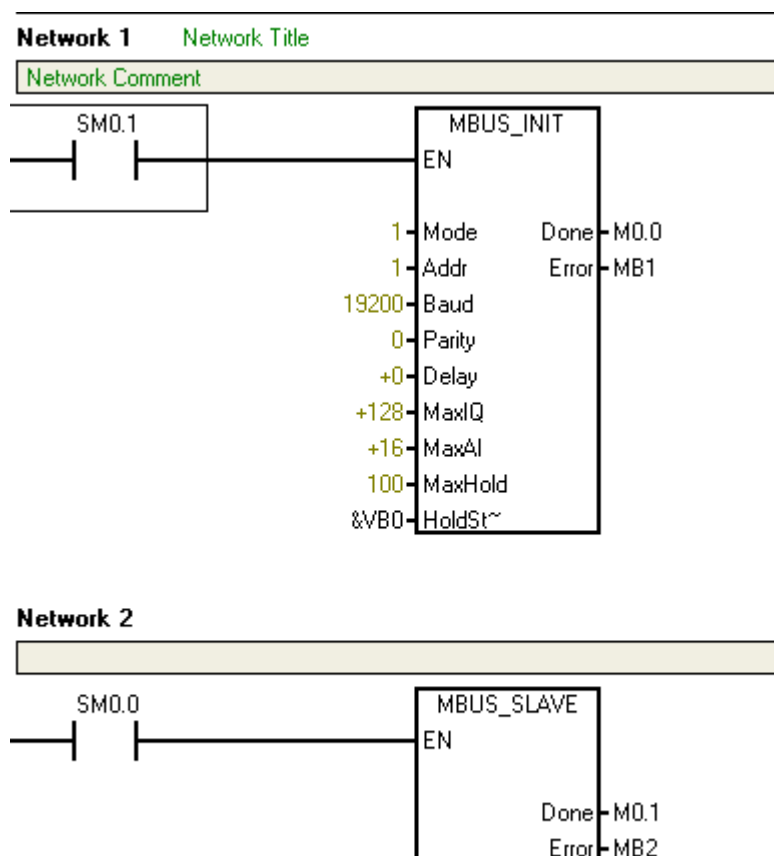 Network 1 Network Title
Network Comment
SM0.1 MBUS_INIT
EN
1 Mode Done M0.0
1 Addr Error MB1
19200 Baud
0 Parity
+0 Delay
+128 MaxIQ
+16 MaxAI
100 MaxHold
&VB0 HoldSt~
Network 2
SM0.0 MBUS_SLAVE
EN
Done M0.1
Error MB2